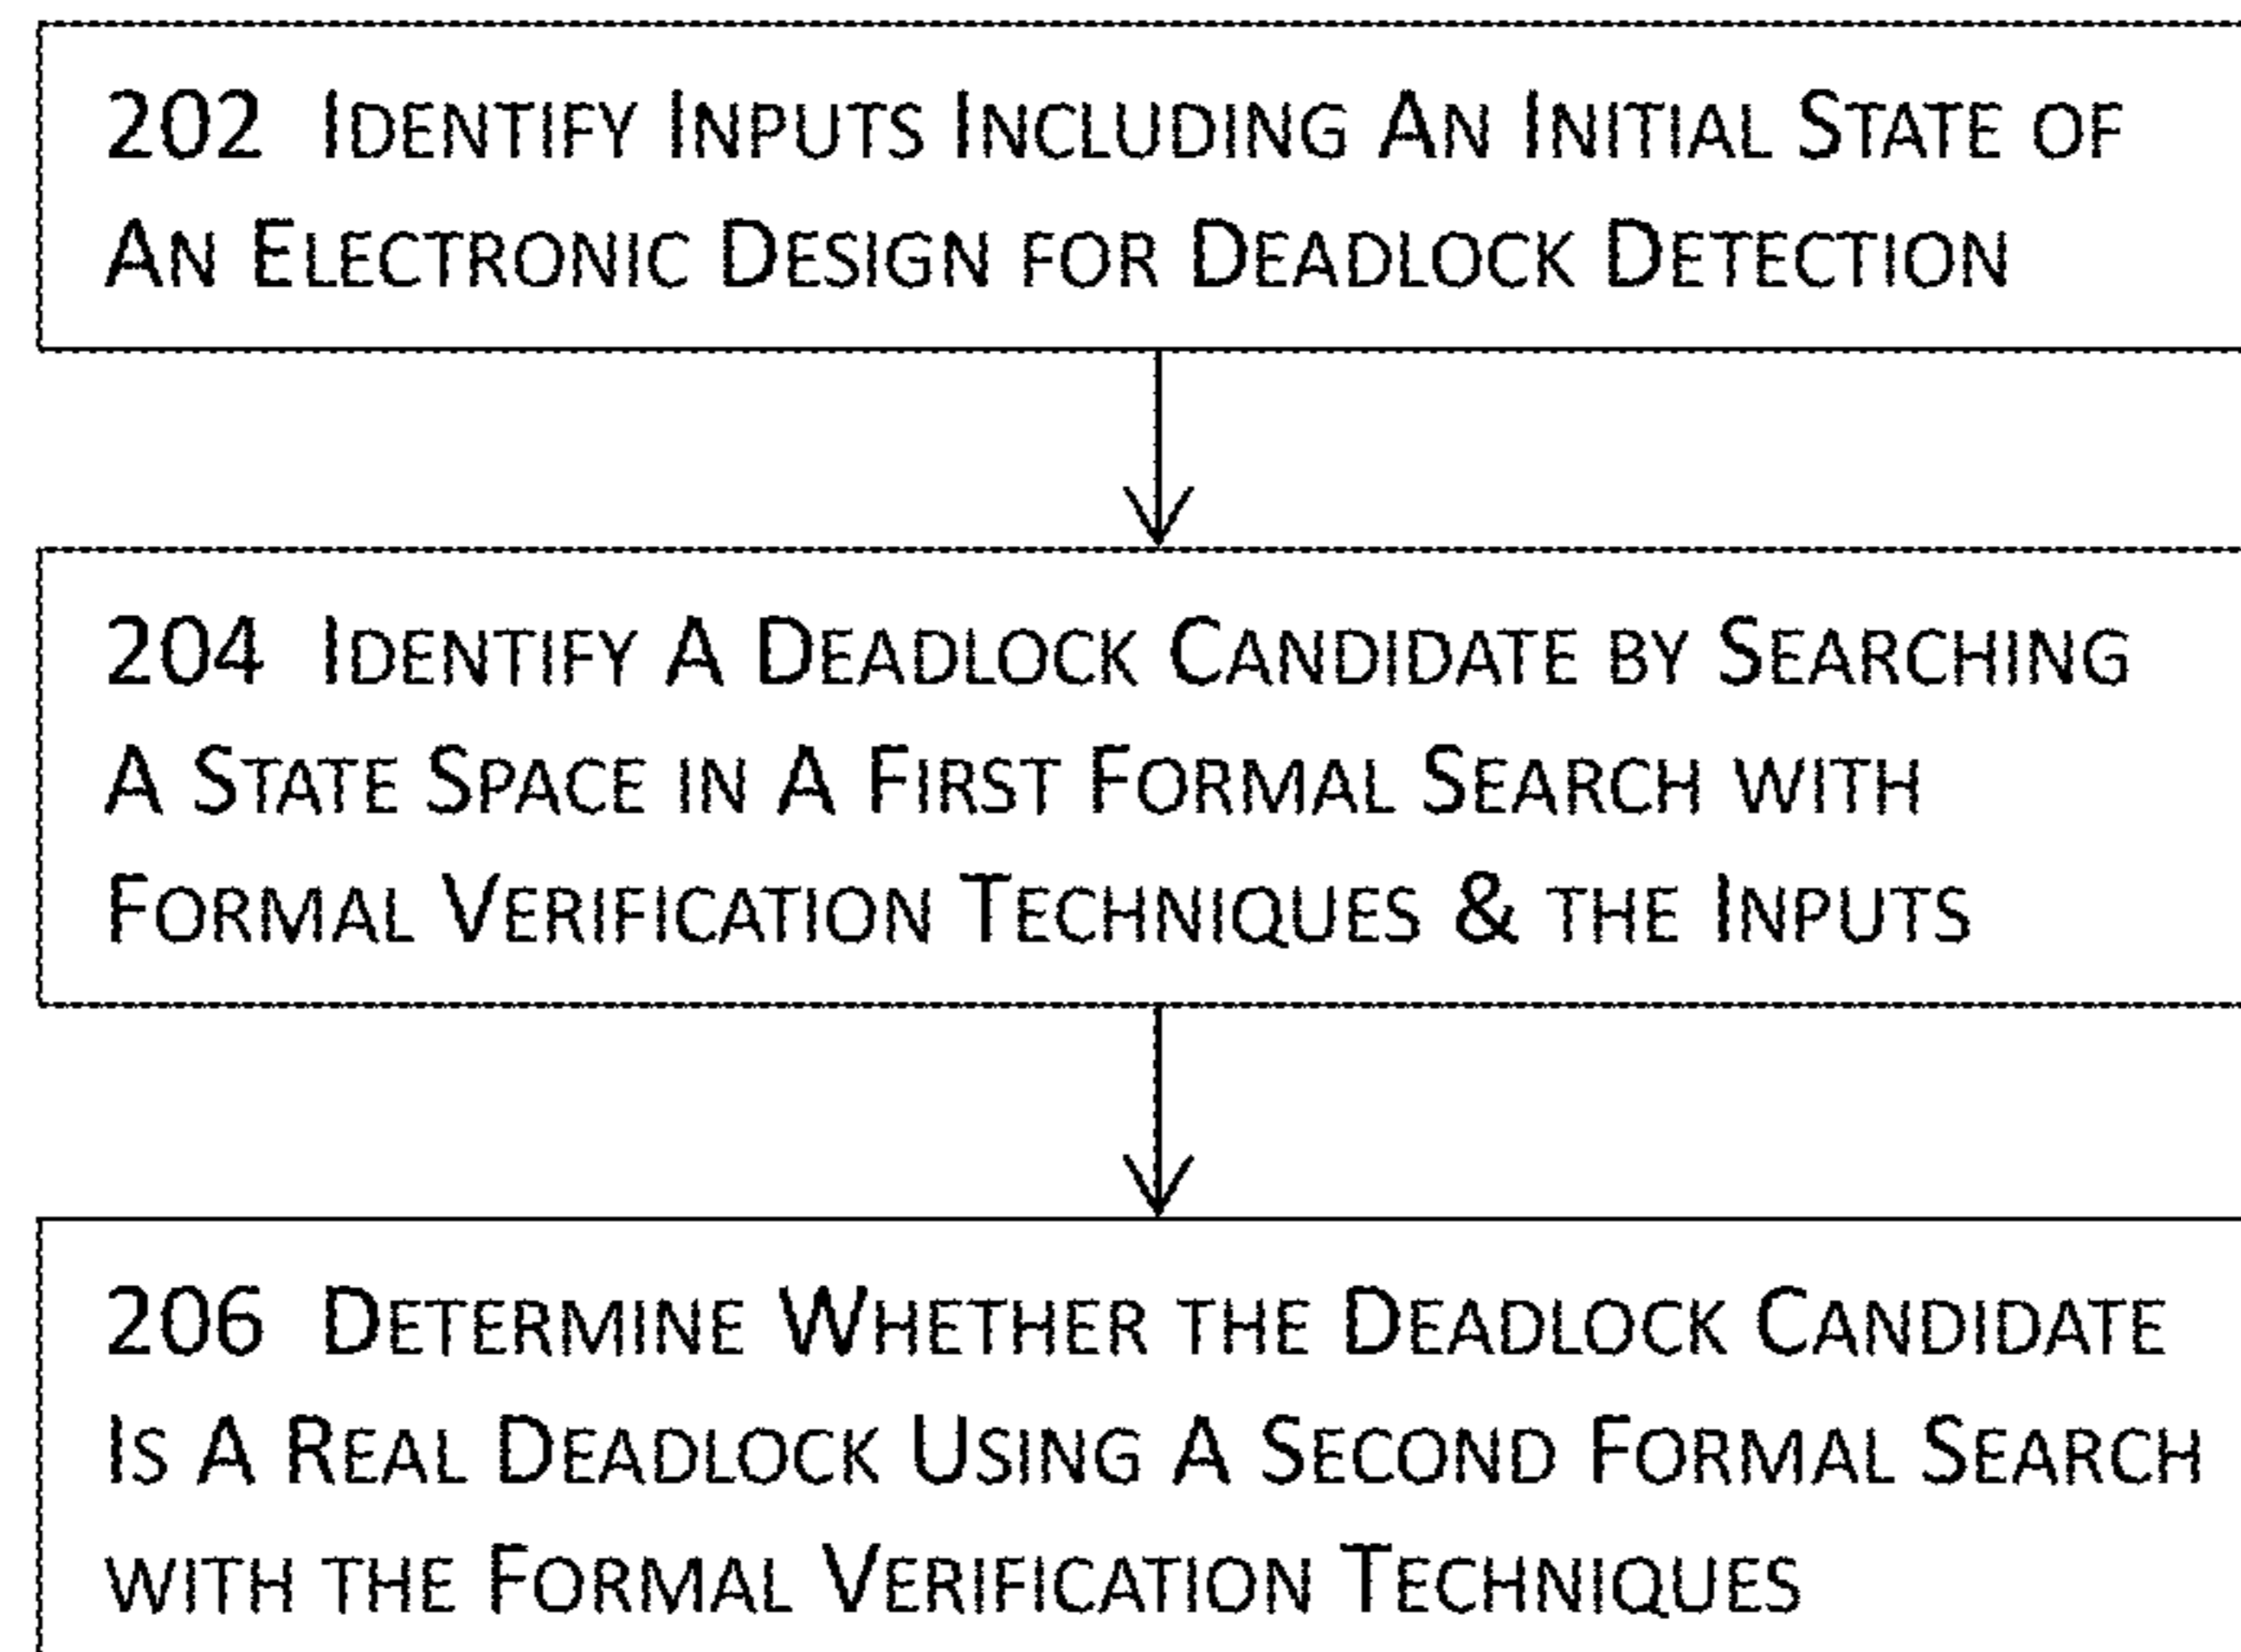 202 Identify Inputs Including An Initial State of
An Electronic Design for Deadlock Detection
204 Identify A Deadlock Candidate by Searching
A State Space in A First Formal Search with
Formal Verification Techniques & the Inputs
206 Determine Whether the Deadlock Candidate
Is A Real Deadlock Using A Second Formal Search
with the Formal Verification Techniques